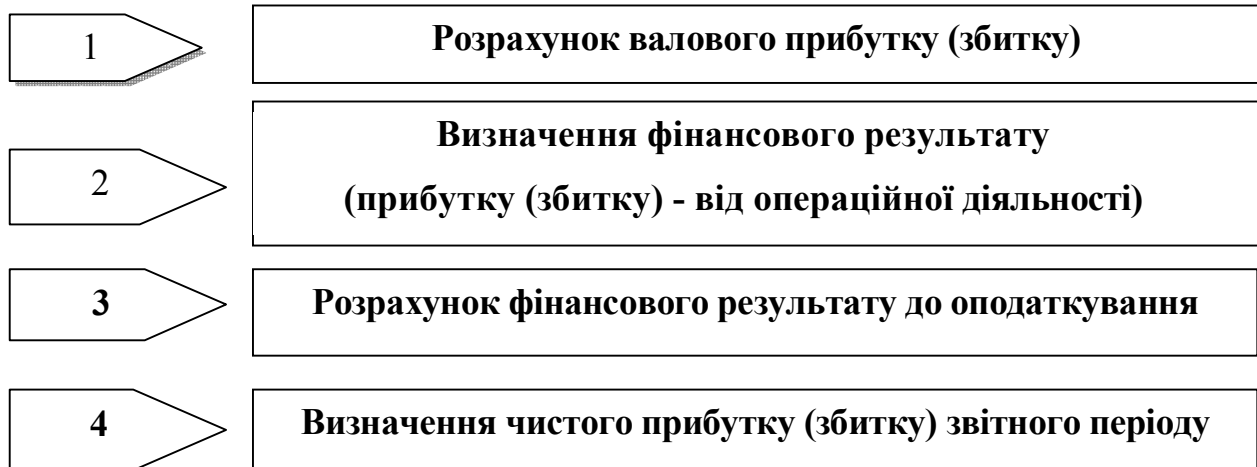 1
Розрахунок валового прибутку (збитку)
2
Визначення фінансового результату
(прибутку (збитку) - від операційної діяльності)
3
Розрахунок фінансового результату до оподаткування
4
Визначення чистого прибутку (збитку) звітного періоду